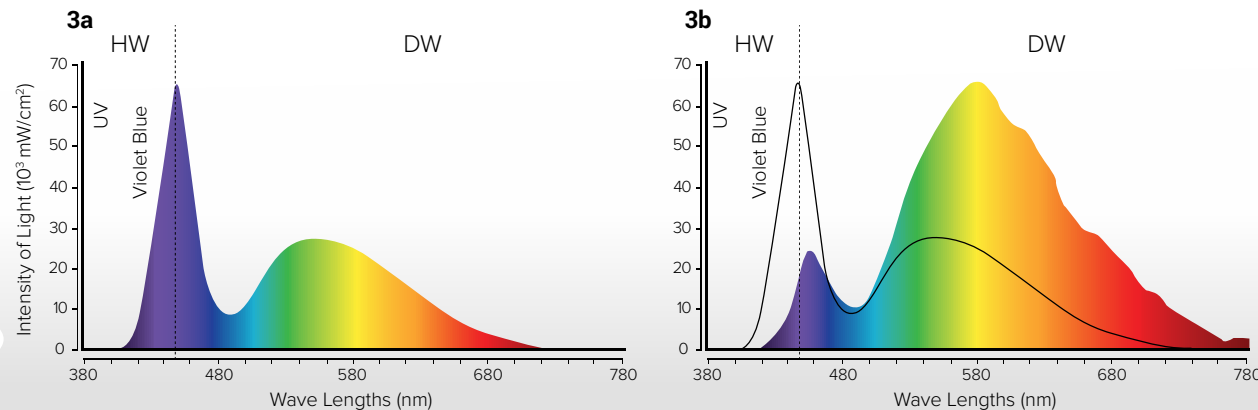 3a
HW
DW
70
60
50
40
30
20
10
0
UV
Violet Blue
Intensity of Light (10³ mW/cm²)
380
480
580
680
780
Wave Lengths (nm)
3b
HW
DW
70
60
50
40
30
20
10
0
UV
Violet Blue
380
480
580
680
780
Wave Lengths (nm)